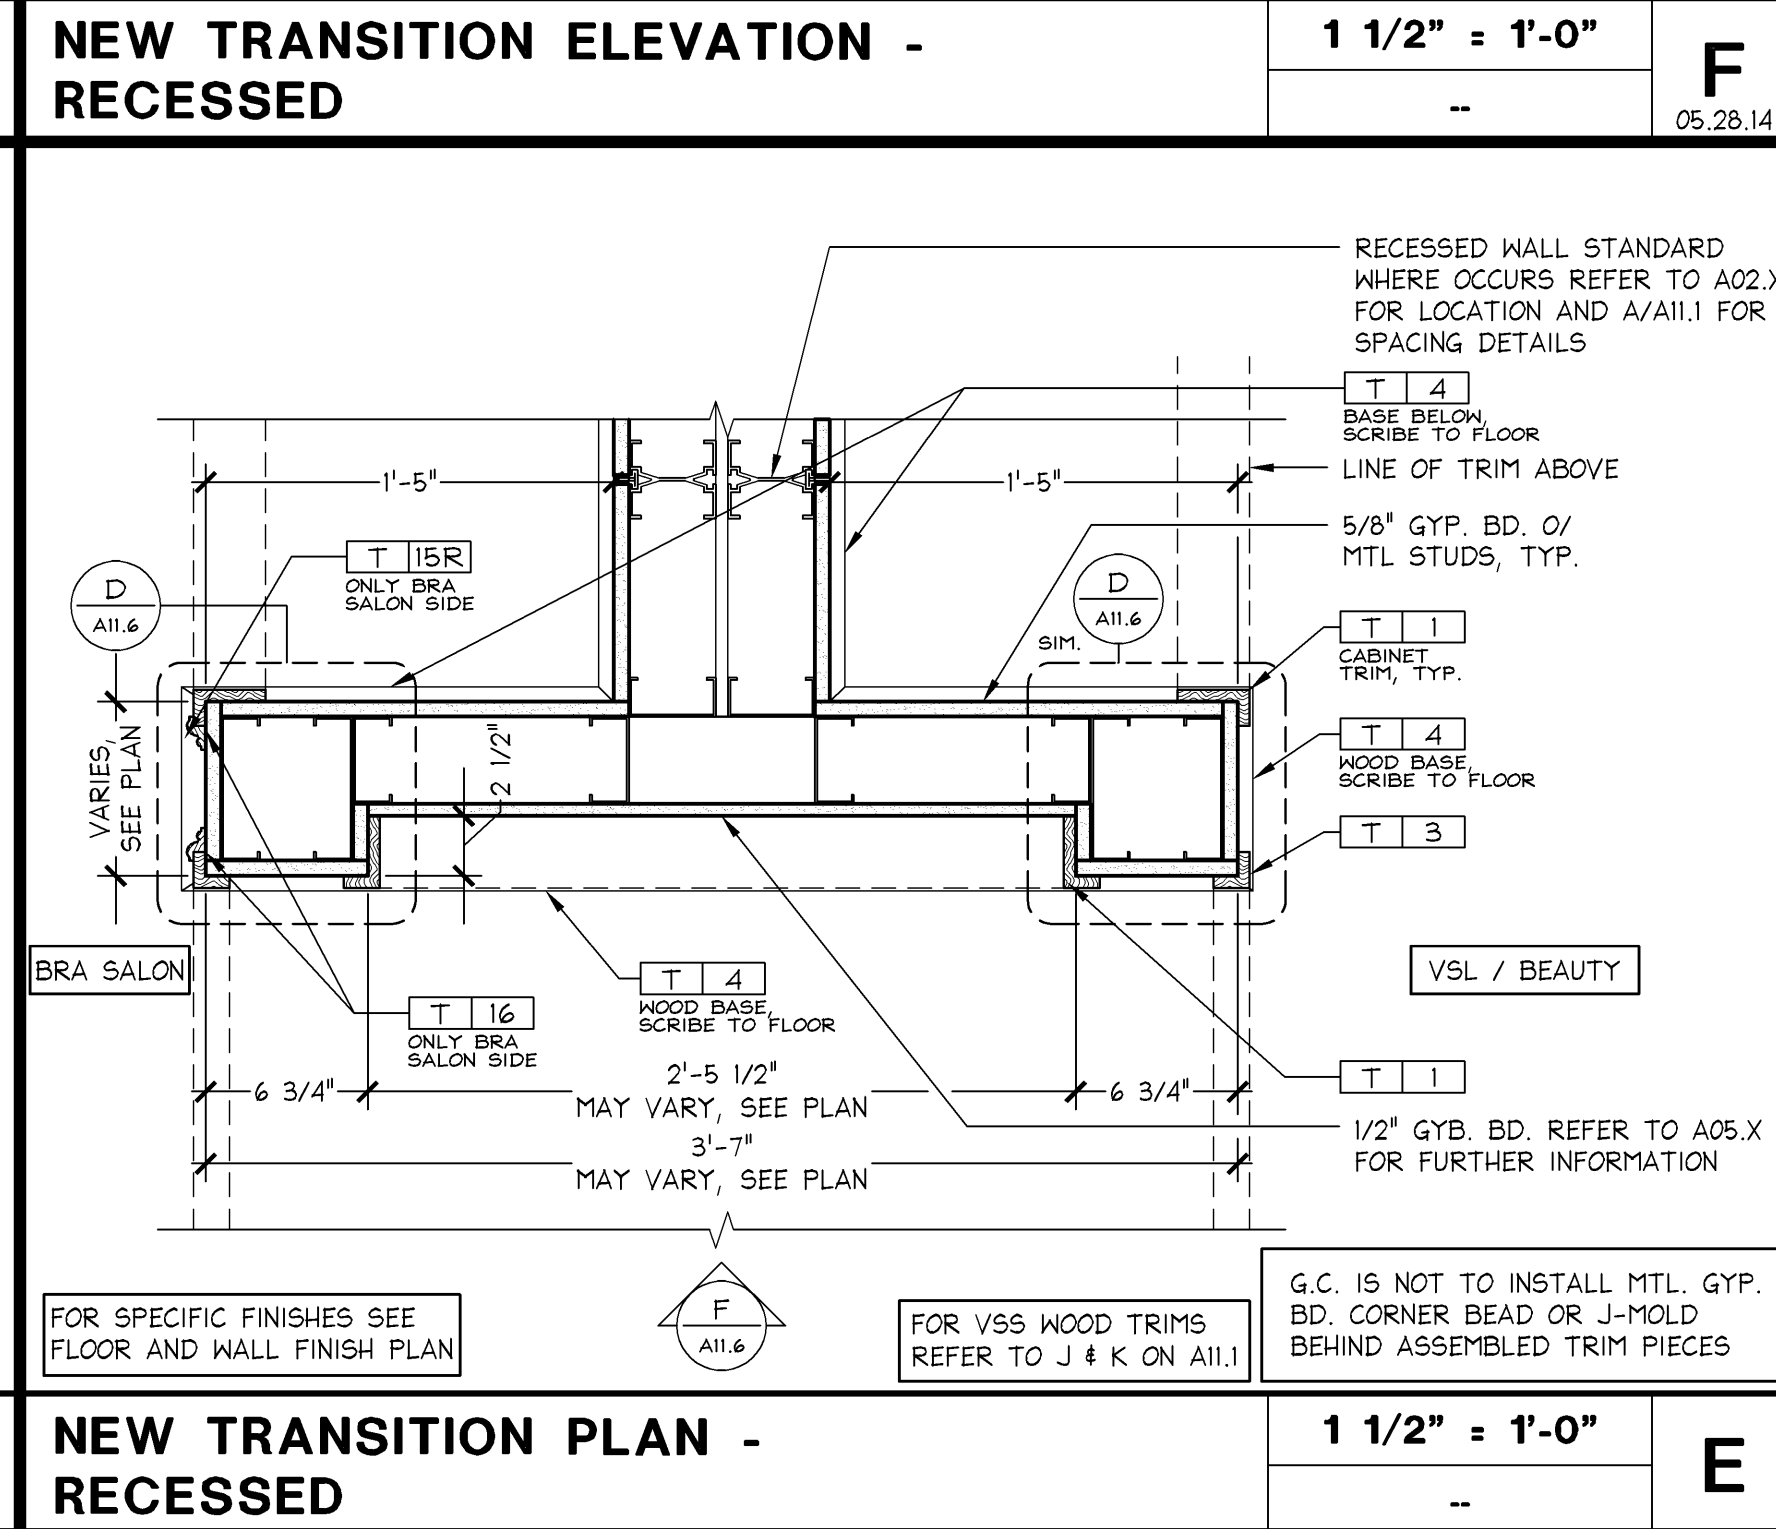 NEW TRANSITION ELEVATION -
RECESSED
1 1/2" = 1'-0"
--
F
05.28.14
RECESSED WALL STANDARD
WHERE OCCURS REFER TO A02.X
FOR LOCATION AND A/A11.1 FOR
SPACING DETAILS
T 4
BASE BELOW,
SCRIBE TO FLOOR
LINE OF TRIM ABOVE
1'-5"
1'-5"
5/8" GYP. BD. O/
MTL STUDS, TYP.
T 15R
ONLY BRA
SALON SIDE
D
A11.6
D
A11.6
SIM.
T 1
CABINET
TRIM, TYP.
VARIES,
SEE PLAN
2 1/2"
T 4
WOOD BASE,
SCRIBE TO FLOOR
T 3
BRA SALON
VSL / BEAUTY
T 4
WOOD BASE,
SCRIBE TO FLOOR
T 16
ONLY BRA
SALON SIDE
T 1
6 3/4"
2'-5 1/2"
MAY VARY, SEE PLAN
6 3/4"
1/2" GYB. BD. REFER TO A05.X
FOR FURTHER INFORMATION
3'-7"
MAY VARY, SEE PLAN
FOR SPECIFIC FINISHES SEE
FLOOR AND WALL FINISH PLAN
F
A11.6
FOR VSS WOOD TRIMS
REFER TO J & K ON A11.1
G.C. IS NOT TO INSTALL MTL. GYP.
BD. CORNER BEAD OR J-MOLD
BEHIND ASSEMBLED TRIM PIECES
NEW TRANSITION PLAN -
RECESSED
1 1/2" = 1'-0"
--
E